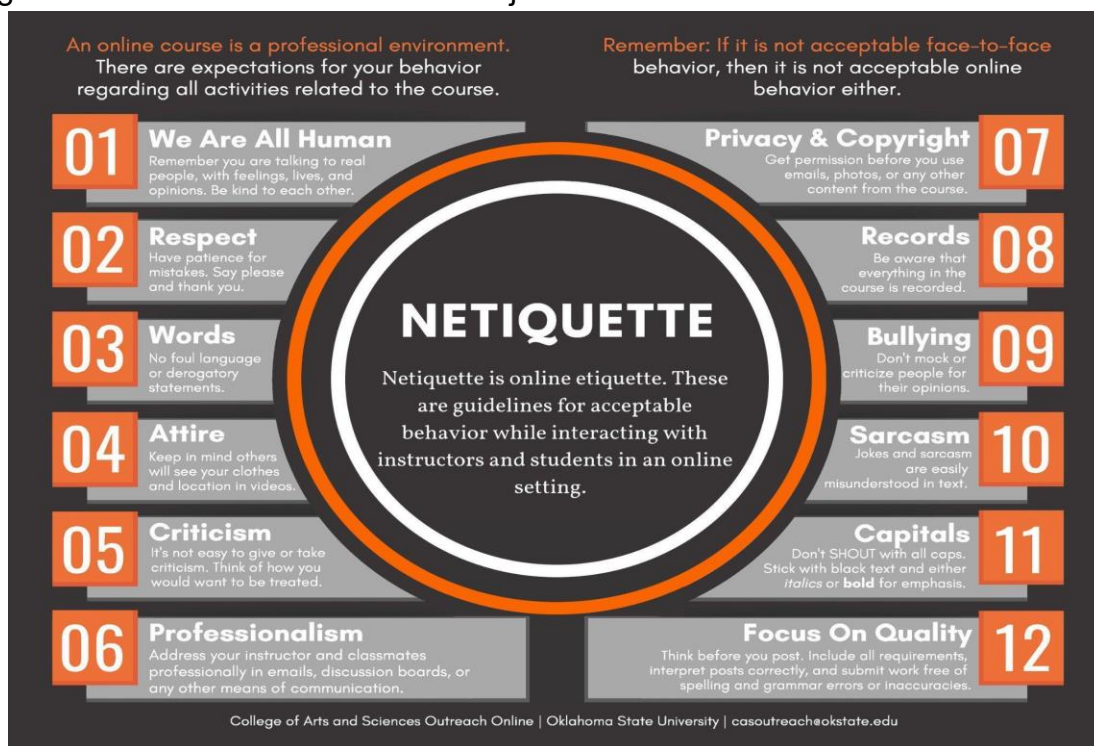 An online course is a professional environment.
There are expectations for your behavior
regarding all activities related to the course.
Remember: If it is not acceptable face-to-face
behavior, then it is not acceptable online
behavior either.
01
We Are All Human
Remember you are talking to real
people, with feelings, lives, and
opinions. Be kind to each other.
02
Respect
Have patience for
mistakes. Say please
and thank you.
03
Words
No foul language
or derogatory
statements.
04
Attire
Keep in mind others
will see your clothes
and location in videos.
05
Criticism
It's not easy to give or take
criticism. Think of how you
would want to be treated.
06
Professionalism
Address your instructor and classmates
professionally in emails, discussion boards, or
any other means of communication.
NETIQUETTE
Netiquette is online etiquette. These
are guidelines for acceptable
behavior while interacting with
instructors and students in an online
setting.
Privacy & Copyright
07
Get permission before you use
emails, photos, or any other
content from the course.
Records
08
Be aware that
everything in the
course is recorded.
Bullying
09
Don't mock or
criticize people for
their opinions.
Sarcasm
10
Jokes and sarcasm
are easily
misunderstood in text.
Capitals
11
Don't SHOUT with all caps.
Stick with black text and either
italics or bold for emphasis.
Focus On Quality
12
Think before you post. Include all requirements,
interpret posts correctly, and submit work free of
spelling and grammar errors or inaccuracies.
College of Arts and Sciences Outreach Online | Oklahoma State University | casoutreach@okstate.edu